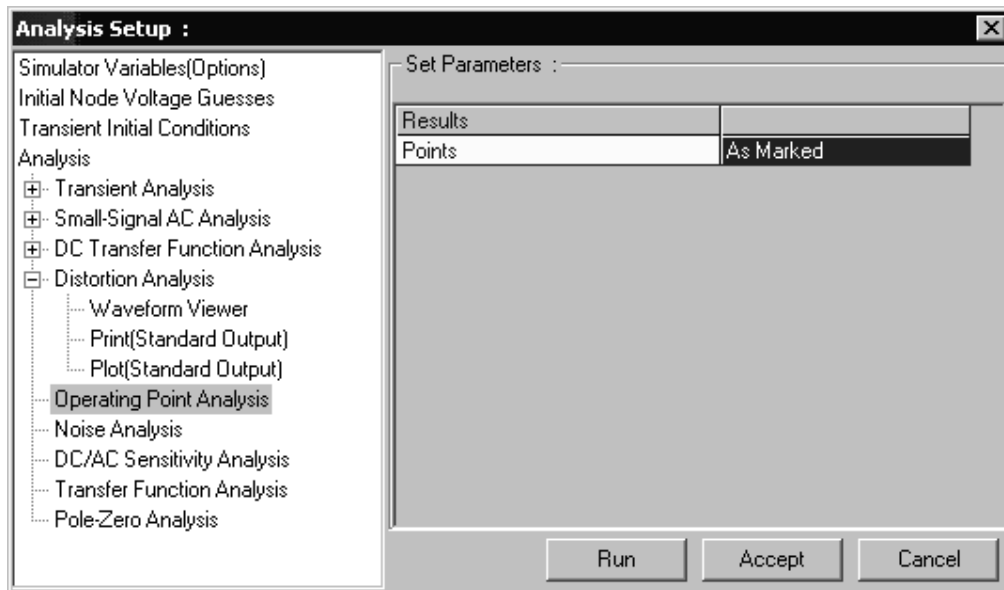 Analysis Setup :
Simulator Variables(Options)
Initial Node Voltage Guesses
Transient Initial Conditions
Analysis
Transient Analysis
Small-Signal AC Analysis
DC Transfer Function Analysis
Distortion Analysis
Waveform Viewer
Print(Standard Output)
Plot(Standard Output)
Operating Point Analysis
Noise Analysis
DC/AC Sensitivity Analysis
Transfer Function Analysis
Pole-Zero Analysis
Set Parameters :
Results
Points As Marked
Run Accept Cancel